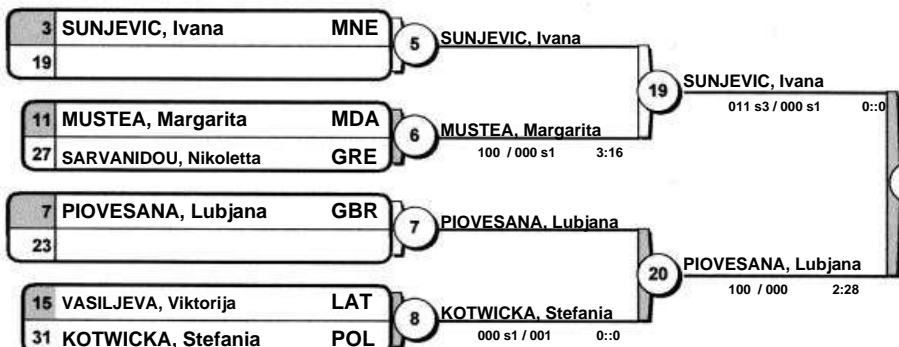 3 SUNJEVIC, Ivana MNE
19
5 SUNJEVIC, Ivana
11 MUSTEA, Margarita MDA
27 SARVANIDOU, Nikoletta GRE
6 MUSTEA, Margarita
100 / 000 s1 3:16
19 SUNJEVIC, Ivana
011 s3 / 000 s1 0::0
7 PIOVESANA, Lubjana GBR
23
7 PIOVESANA, Lubjana
15 VASILJEVA, Viktorija LAT
31 KOTWICKA, Stefania POL
8 KOTWICKA, Stefania
000 s1 / 001 0::0
20 PIOVESANA, Lubjana
100 / 000 2:28